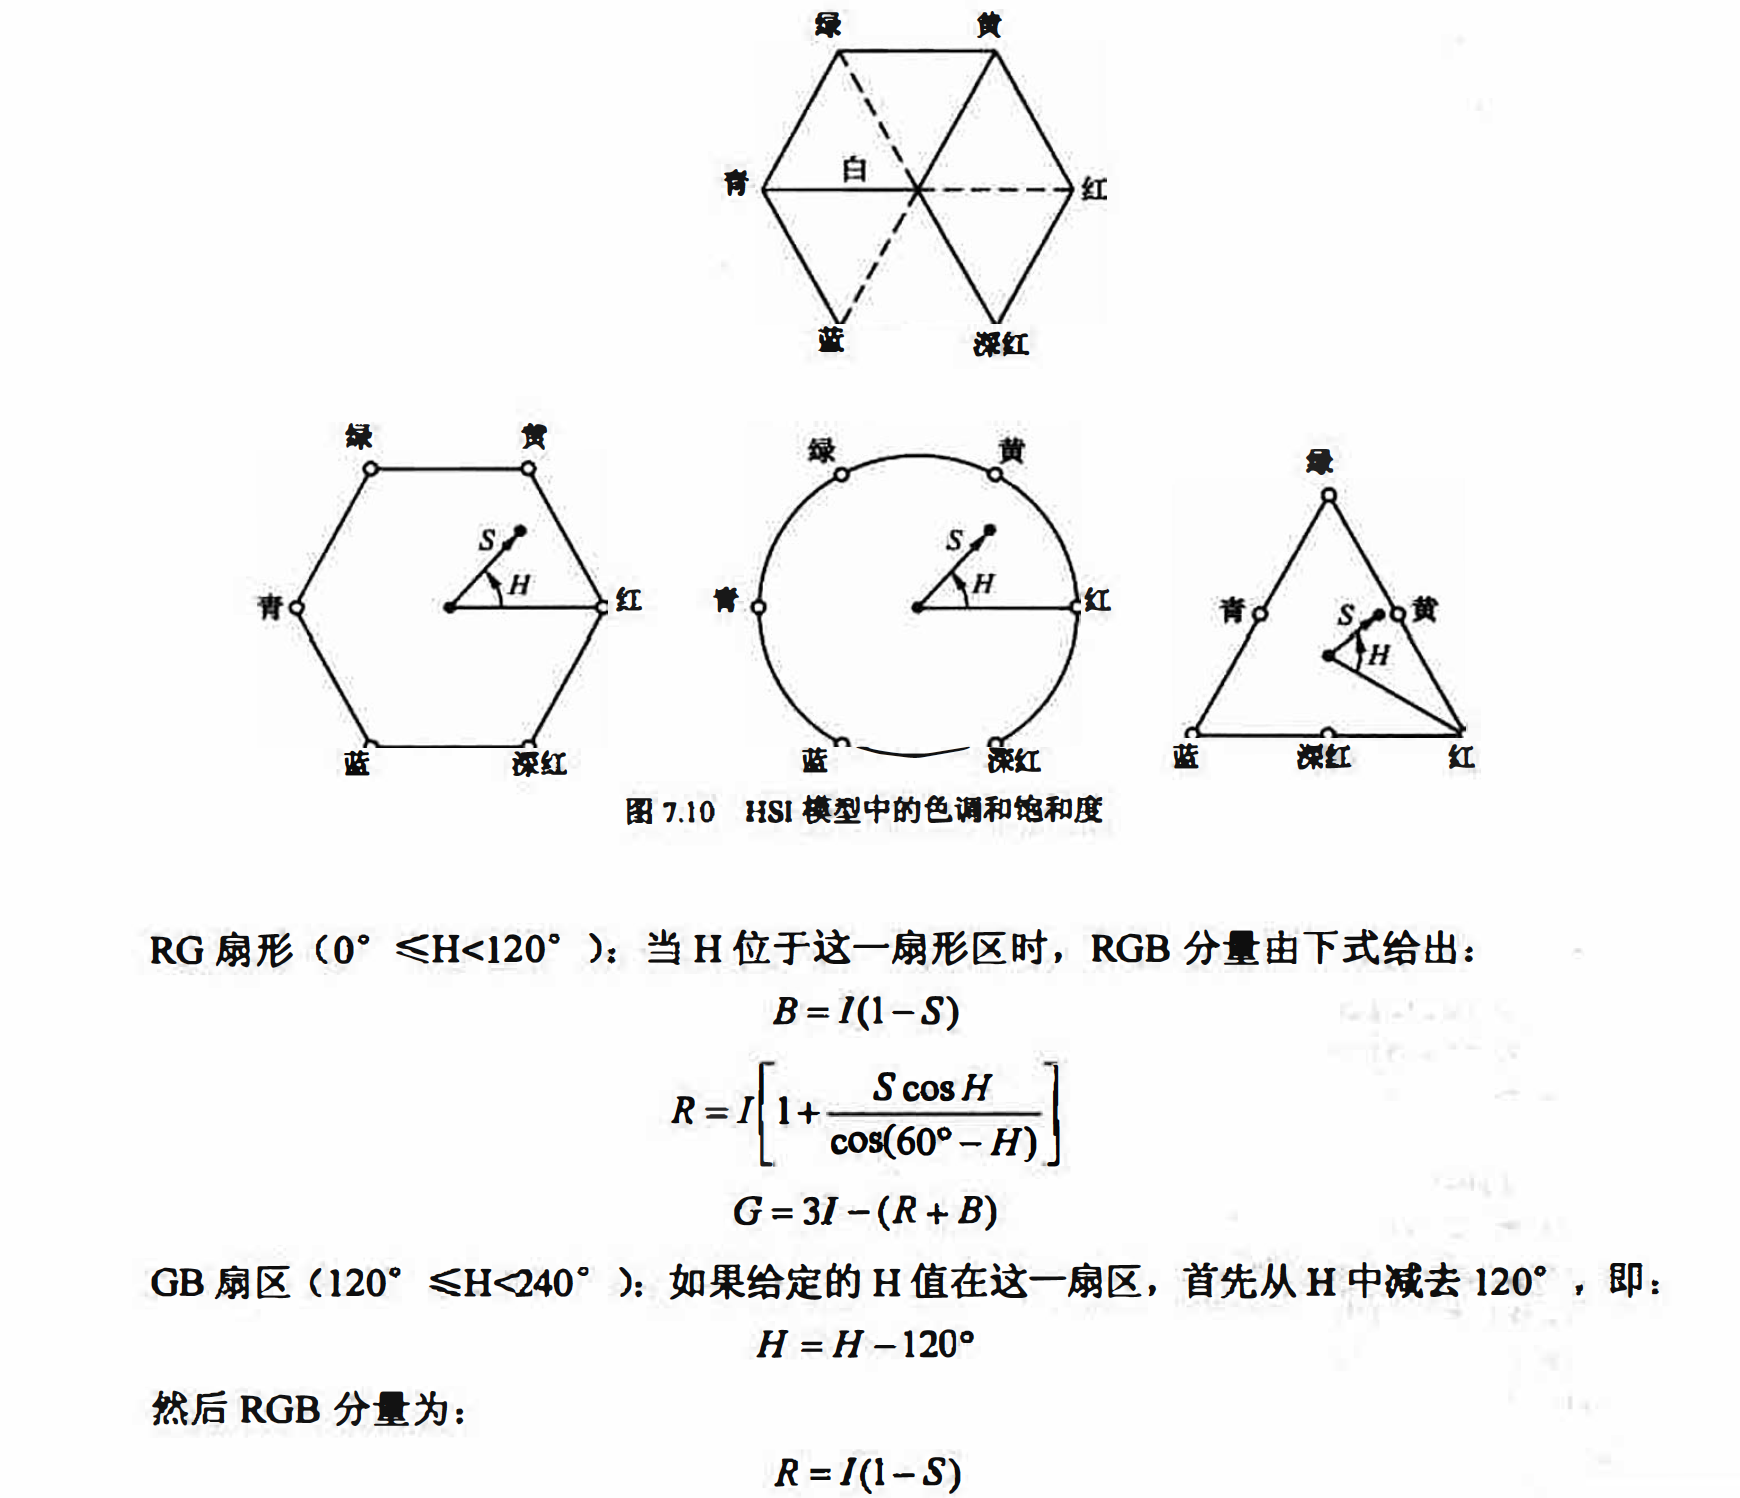 绿 黄
青 白 红
蓝 深红
绿 黄 绿 黄 绿
S H S H 青 S 黄
青 红 青 红 H
蓝 深红 蓝 深红 蓝 深红 红
图 7.10 HSI 模型中的色调和饱和度
RG 扇形（0° ≤H<120° ）：当 H 位于这一扇形区时，RGB 分量由下式给出：
B = I(1 − S)
R = I[1 + S cos H / cos(60° − H)]
G = 3I − (R + B)
GB 扇区（120° ≤H<240° ）：如果给定的 H 值在这一扇区，首先从 H 中减去 120° ，即：
H = H − 120°
然后 RGB 分量为：
R = I(1 − S)